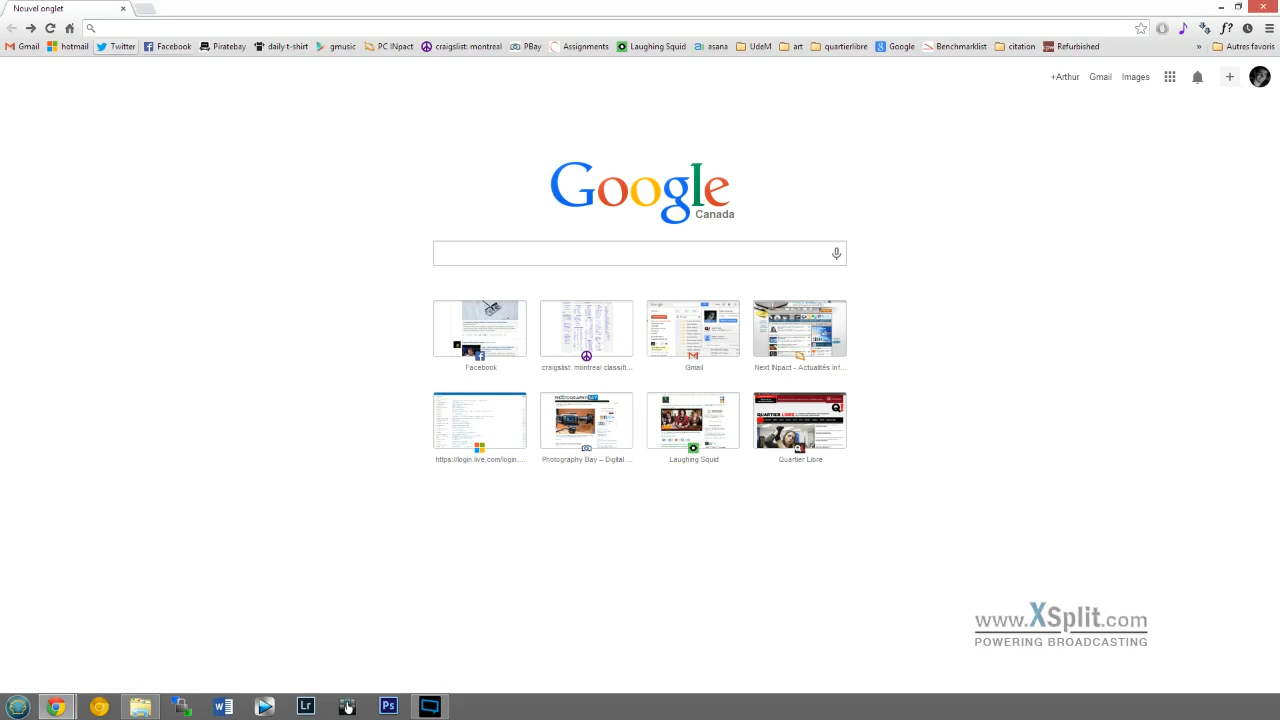 Nouvel onglet
Gmail hotmail Twitter Facebook Piratebay daily t-shirt gmusic PC INpact craigslist: montreal PBay Assignments Laughing Squid asana UdeM art quartierlibre Google Benchmarklist citation Refurbished » Autres favoris
+Arthur Gmail Images
Google
Canada
Facebook craigslist: montreal classifi... Gmail Next INpact - Actualités inf...
https://login.live.com/login.... Photography Bay – Digital ... Laughing Squid Quartier Libre
www.XSplit.com
POWERING BROADCASTING